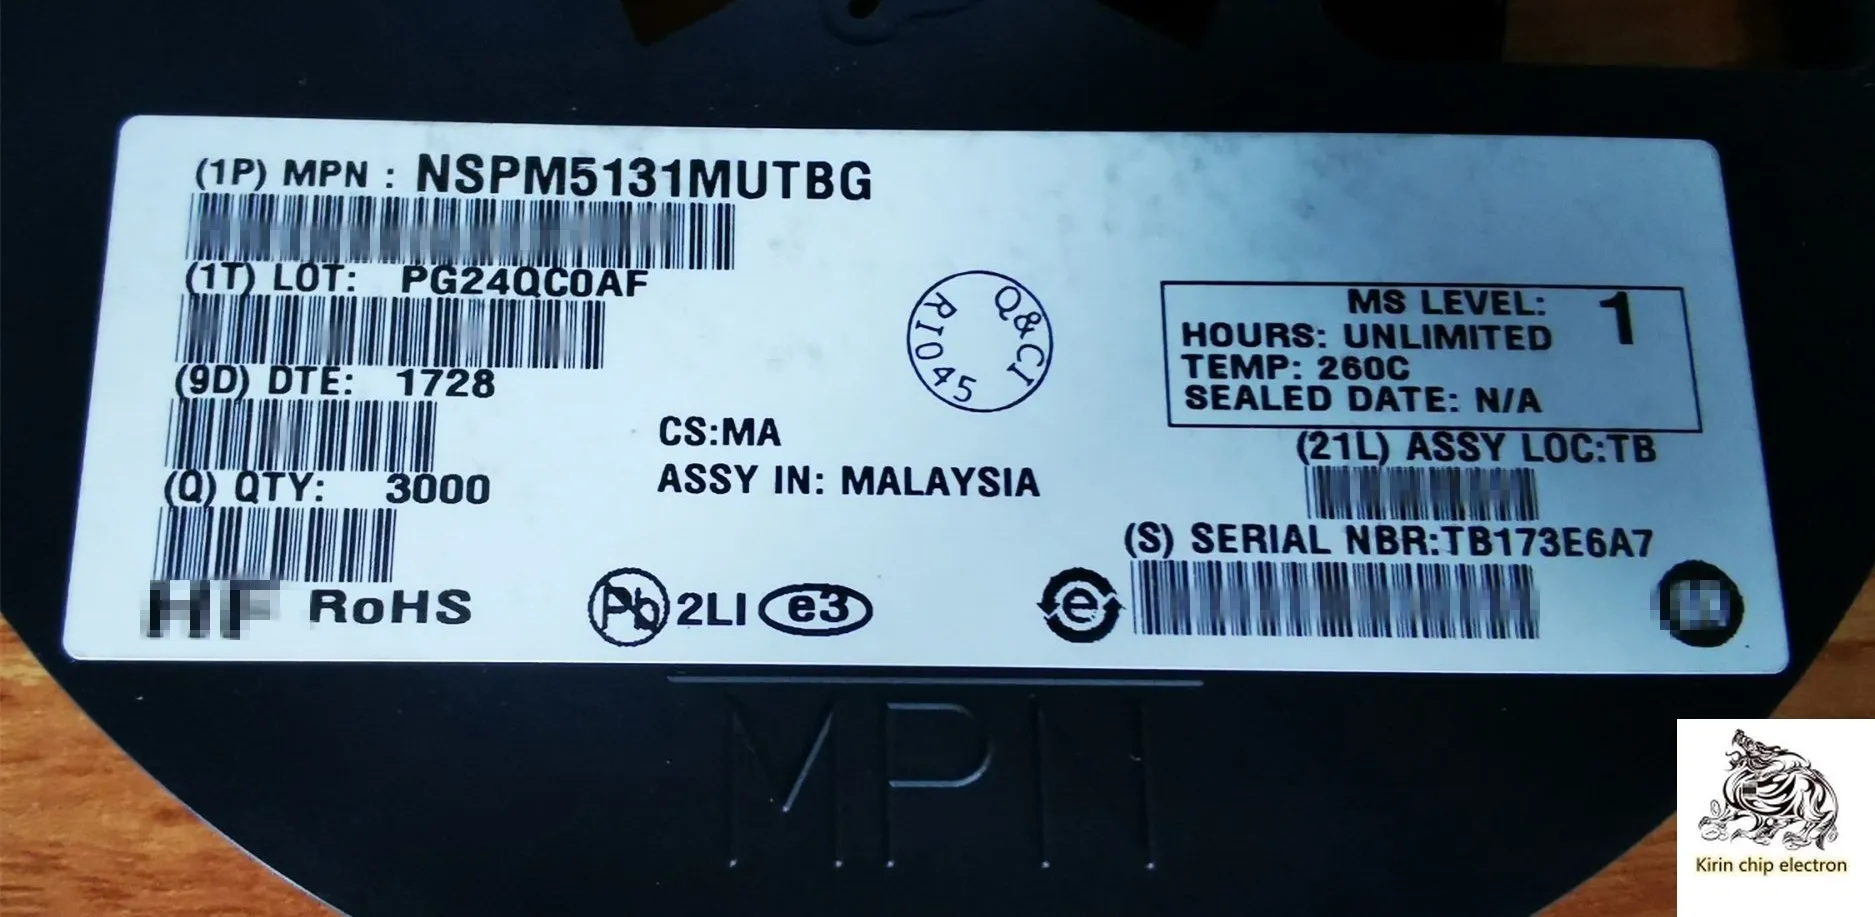 (1P) MPN : NSPM5131MUTBG
(1T) LOT: PG24QC0AF
(9D) DTE: 1728
(Q) QTY: 3000
HF RoHS
Q&CI
RI045
CS:MA
ASSY IN: MALAYSIA
Pb 2LI e3
MS LEVEL: 1
HOURS: UNLIMITED
TEMP: 260C
SEALED DATE: N/A
(21L) ASSY LOC:TB
(S) SERIAL NBR:TB173E6A7
e
MPN
Kirin chip electron